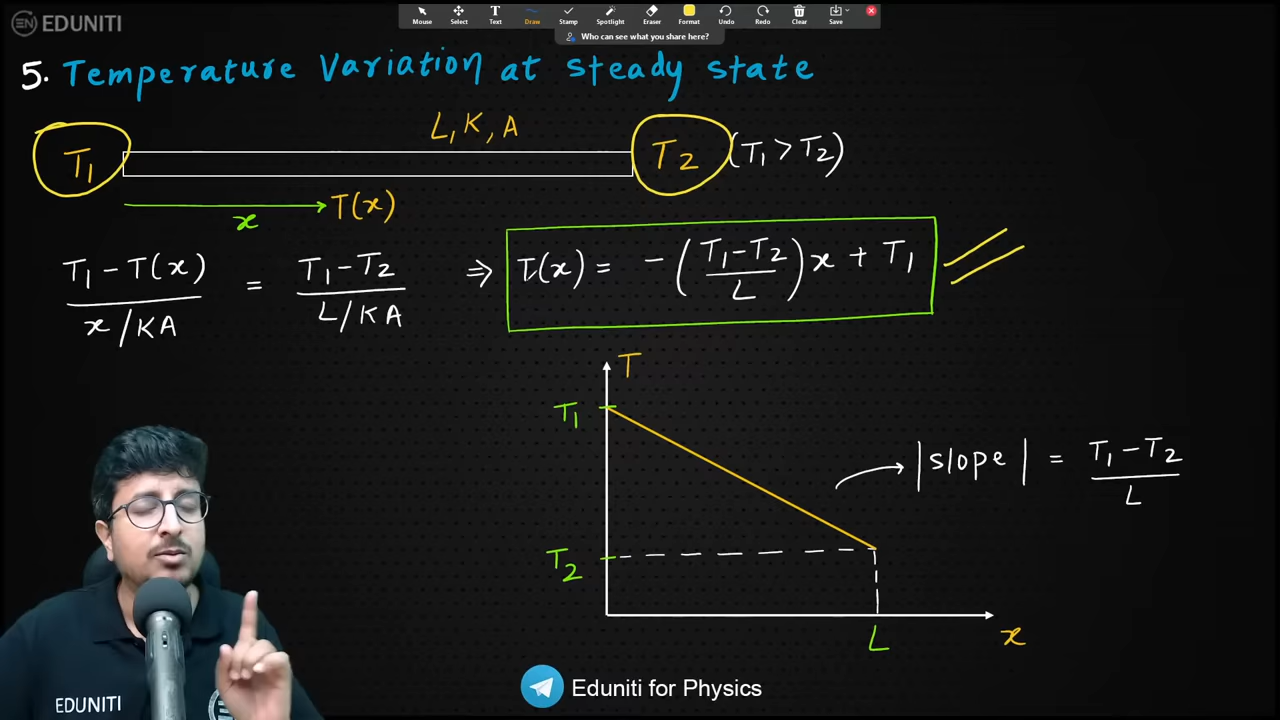 EDUNITI
Mouse Select Text Draw Stamp Spotlight Eraser Format Undo Redo Clear Save
Who can see what you share here?
5. Temperature Variation at steady state
L, K, A
T₁
T₂ (T₁ > T₂)
x
T(x)
(T₁ − T(x)) / (x/KA) = (T₁ − T₂) / (L/KA) ⇒ T(x) = −((T₁ − T₂)/L)x + T₁
T
T₁
|slope| = (T₁ − T₂)/L
T₂
L
x
EDUNITI
Eduniti for Physics